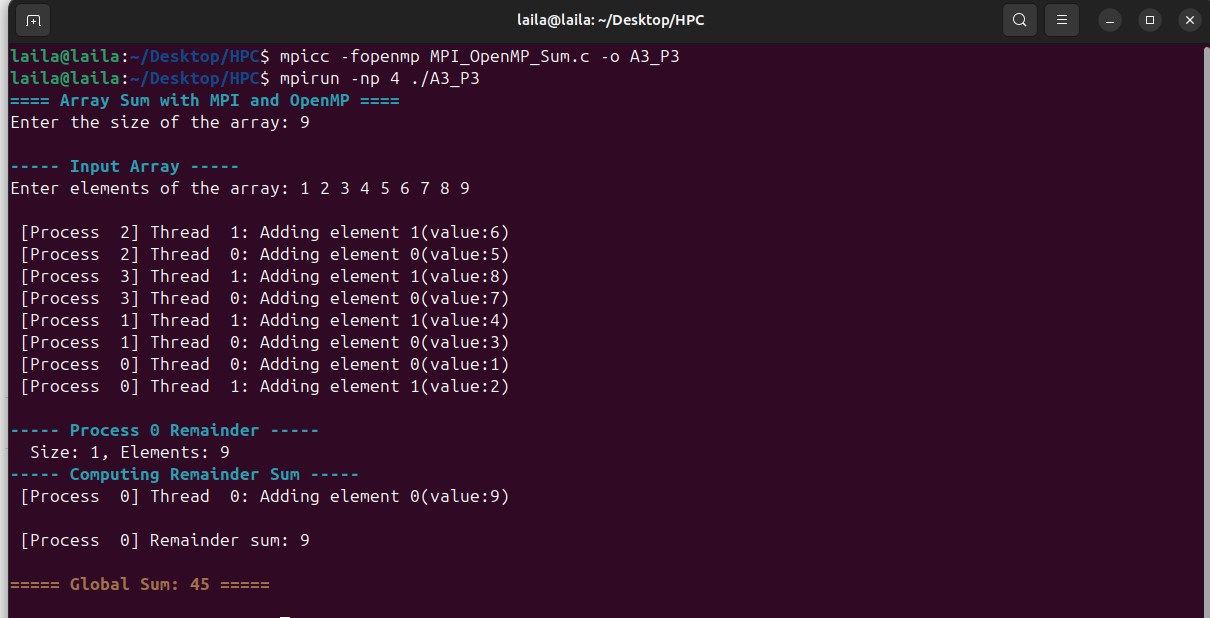 laila@laila: ~/Desktop/HPC
laila@laila:~/Desktop/HPC$ mpicc -fopenmp MPI_OpenMP_Sum.c -o A3_P3
laila@laila:~/Desktop/HPC$ mpirun -np 4 ./A3_P3
==== Array Sum with MPI and OpenMP ====
Enter the size of the array: 9
----- Input Array -----
Enter elements of the array: 1 2 3 4 5 6 7 8 9
[Process  2] Thread  1: Adding element 1(value:6)
[Process  2] Thread  0: Adding element 0(value:5)
[Process  3] Thread  1: Adding element 1(value:8)
[Process  3] Thread  0: Adding element 0(value:7)
[Process  1] Thread  1: Adding element 1(value:4)
[Process  1] Thread  0: Adding element 0(value:3)
[Process  0] Thread  0: Adding element 0(value:1)
[Process  0] Thread  1: Adding element 1(value:2)
----- Process 0 Remainder -----
Size: 1, Elements: 9
----- Computing Remainder Sum -----
[Process  0] Thread  0: Adding element 0(value:9)
[Process  0] Remainder sum: 9
===== Global Sum: 45 =====